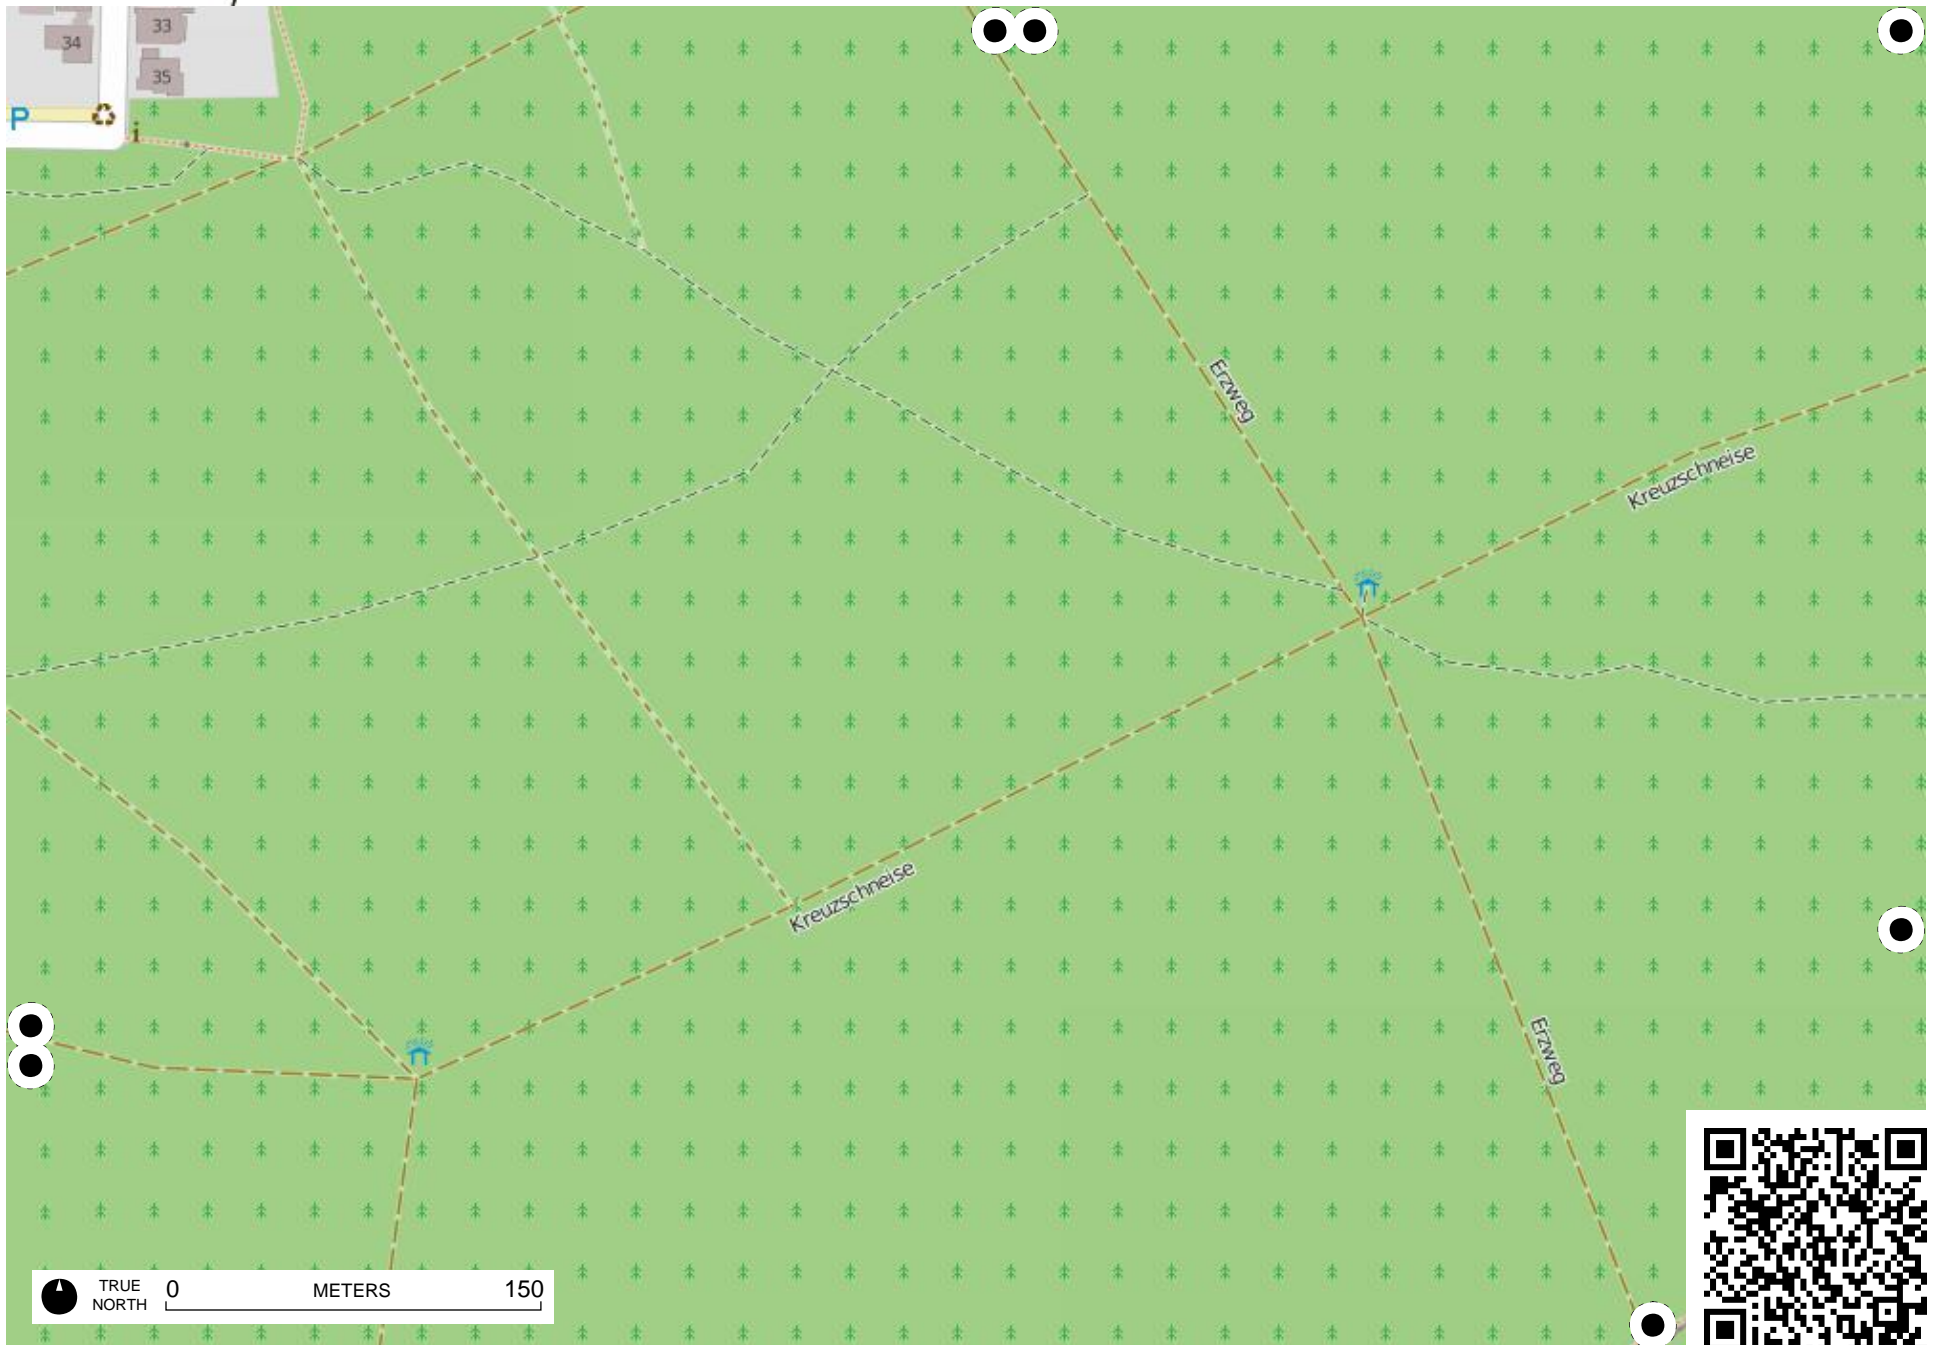 33
34
35
P
i
Erzweg
Kreuzschneise
Kreuzschneise
Erzweg
TRUE NORTH
0 METERS 150